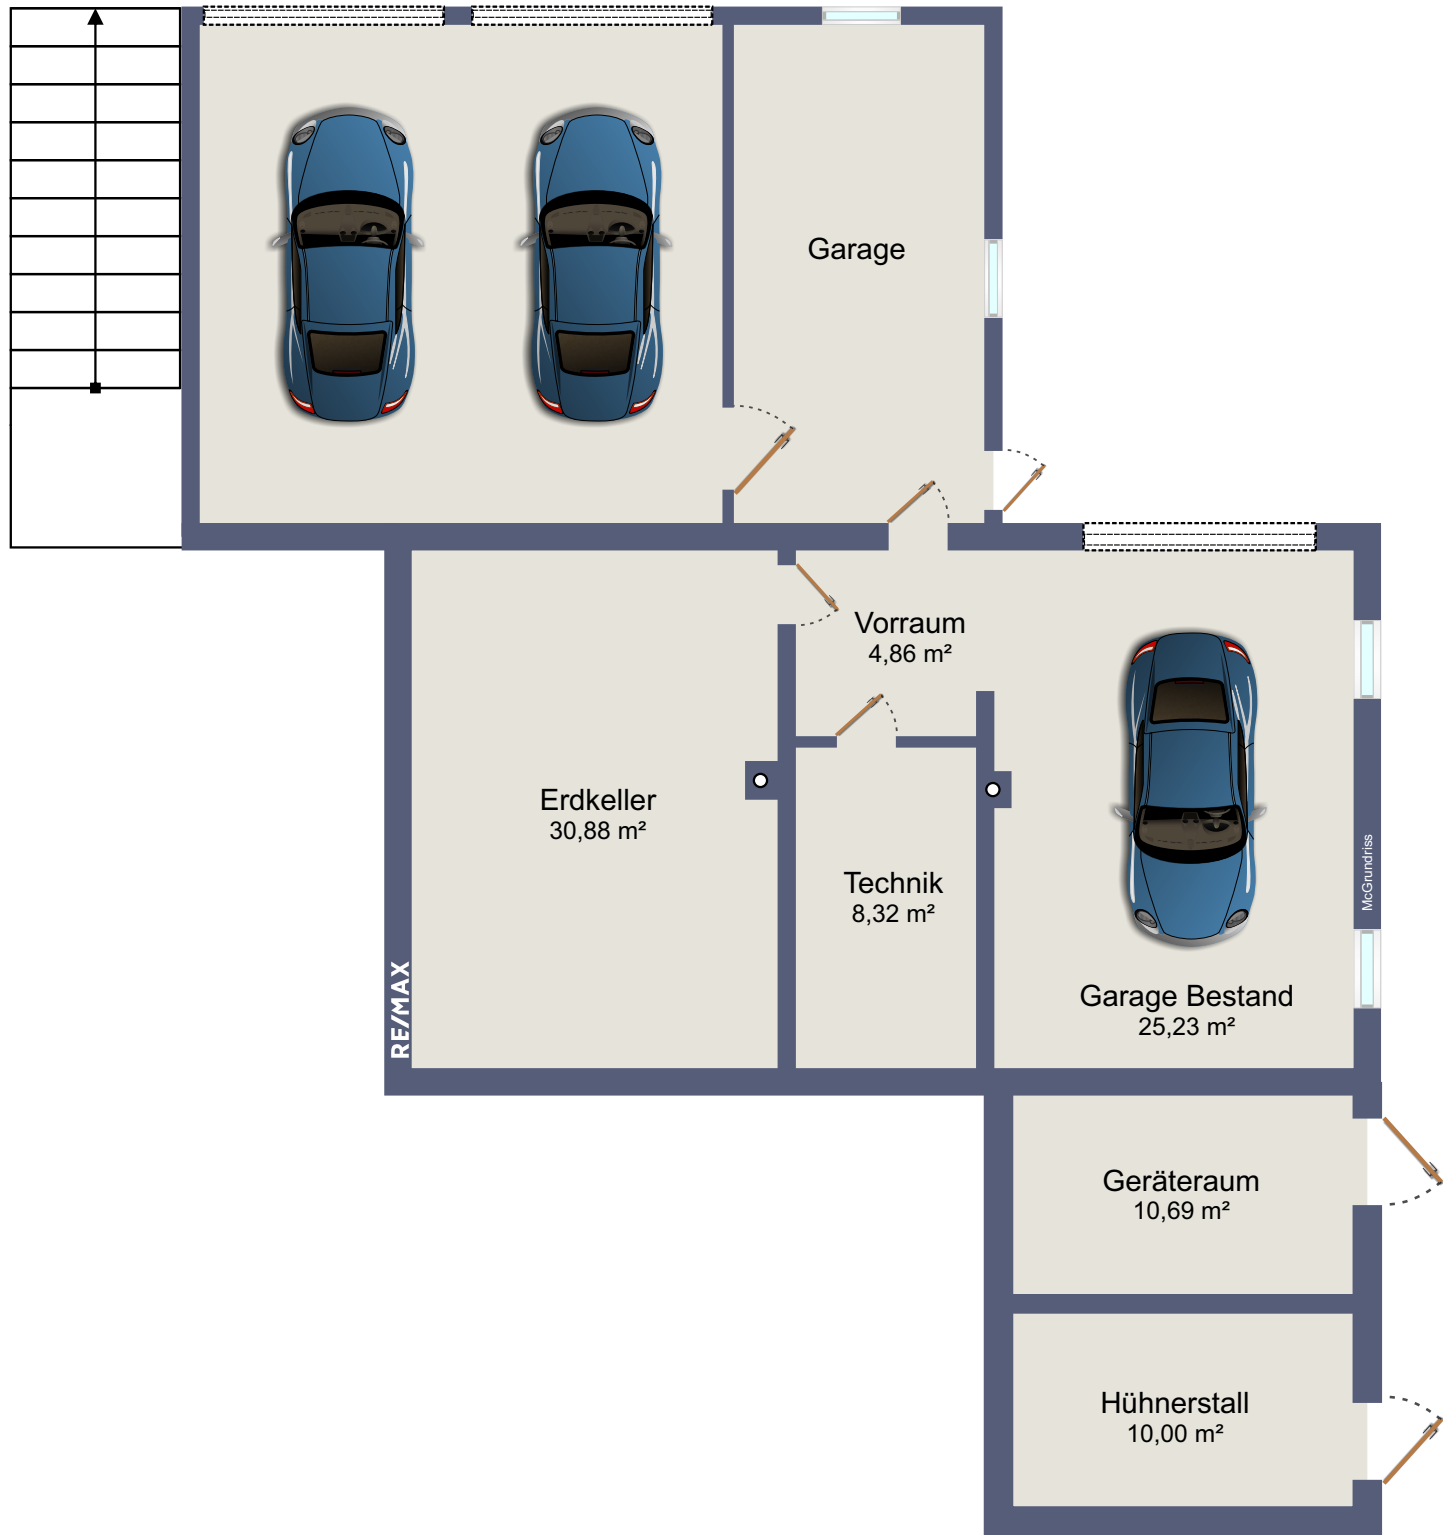 Garage
Vorraum
4,86 m²
Erdkeller
30,88 m²
Technik
8,32 m²
McGrundriss
RE/MAX
Garage Bestand
25,23 m²
Geräteraum
10,69 m²
Hühnerstall
10,00 m²